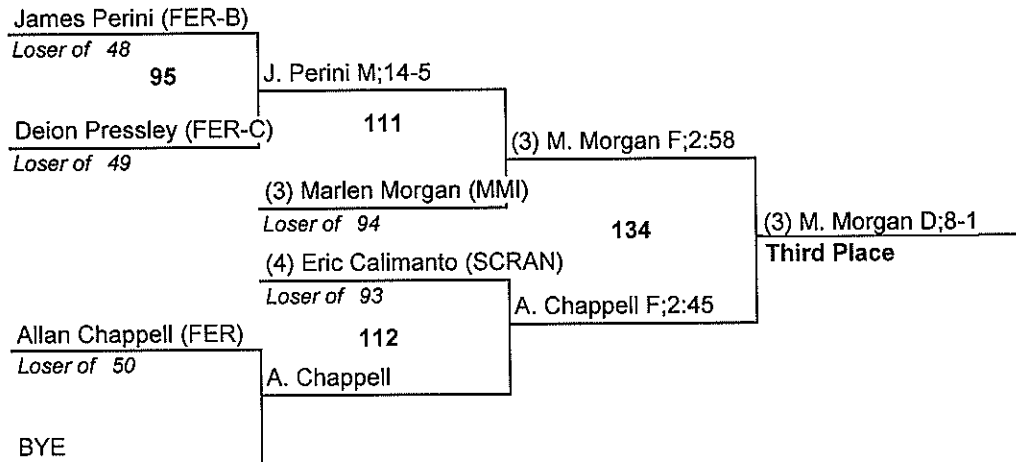 James Perini (FER-B)
Loser of 48
95
J. Perini M;14-5
Deion Pressley (FER-C)
Loser of 49
111
(3) M. Morgan F;2:58
(3) Marlen Morgan (MMI)
Loser of 94
134
(3) M. Morgan D;8-1
Third Place
(4) Eric Calimanto (SCRAN)
Loser of 93
A. Chappell F;2:45
Allan Chappell (FER)
Loser of 50
112
A. Chappell
BYE